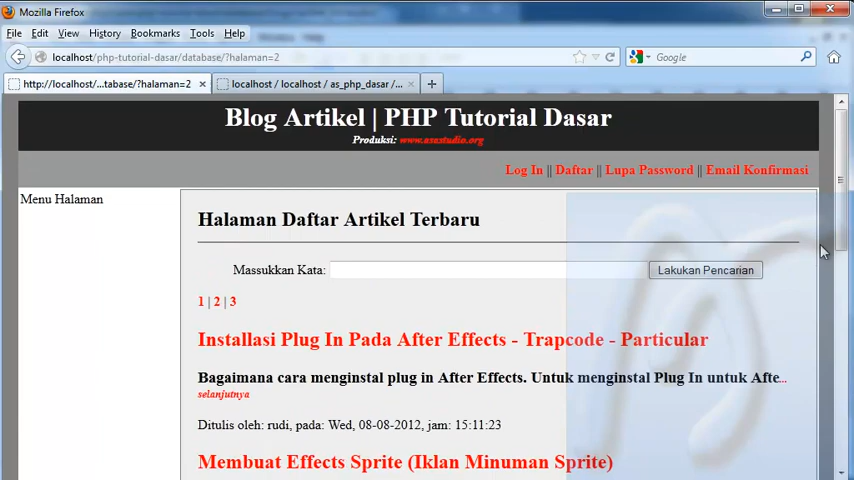 Mozilla Firefox
File Edit View History Bookmarks Tools Help
localhost/php-tutorial-dasar/database/?halaman=2
Google
http://localhost/...tabase/?halaman=2
localhost / localhost / as_php_dasar /...
Blog Artikel | PHP Tutorial Dasar
Produksi: www.asastudio.org
Log In || Daftar || Lupa Password || Email Konfirmasi
Menu Halaman
Halaman Daftar Artikel Terbaru
Massukkan Kata:
Lakukan Pencarian
1 | 2 | 3
Installasi Plug In Pada After Effects - Trapcode - Particular
Bagaimana cara menginstal plug in After Effects. Untuk menginstal Plug In untuk Afte...
selanjutnya
Ditulis oleh: rudi, pada: Wed, 08-08-2012, jam: 15:11:23
Membuat Effects Sprite (Iklan Minuman Sprite)